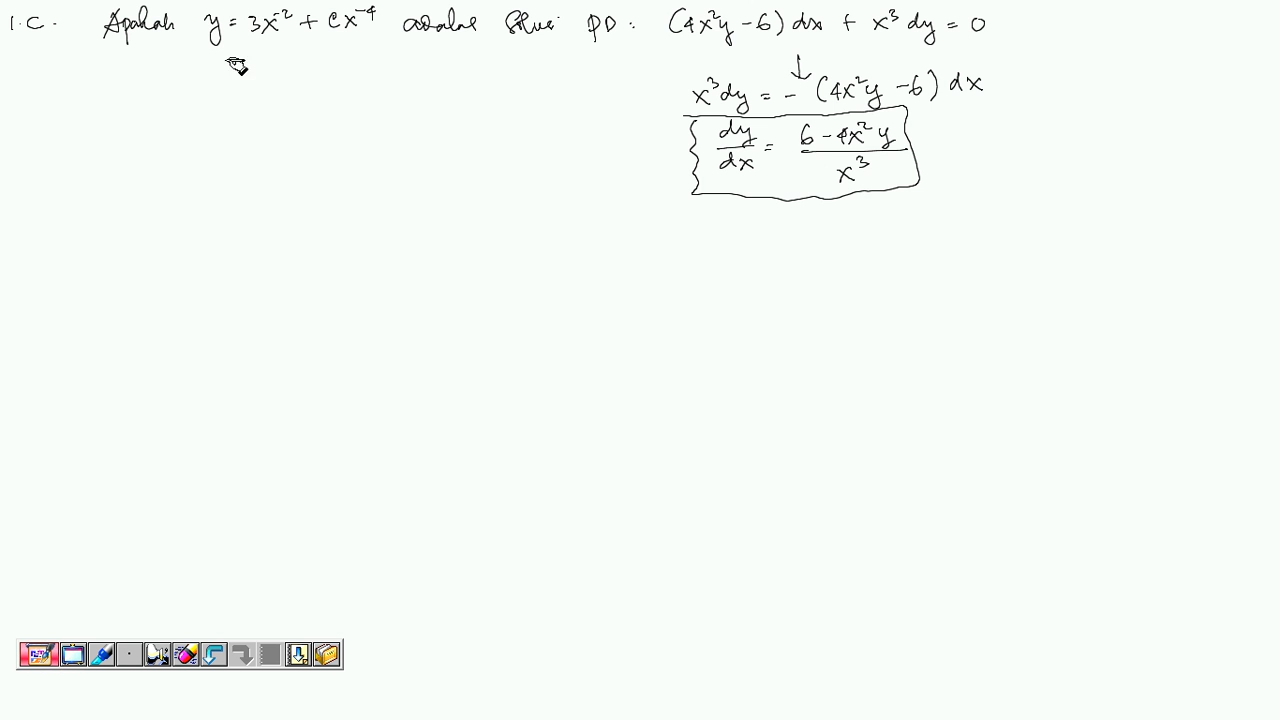 1.C. Apakah y = 3x⁻² + Cx⁻⁴ adalah Solusi PD: (4x²y - 6) dx + x³ dy = 0
↓
x³dy = - (4x²y - 6) dx
dy/dx = (6 - 4x²y)/x³